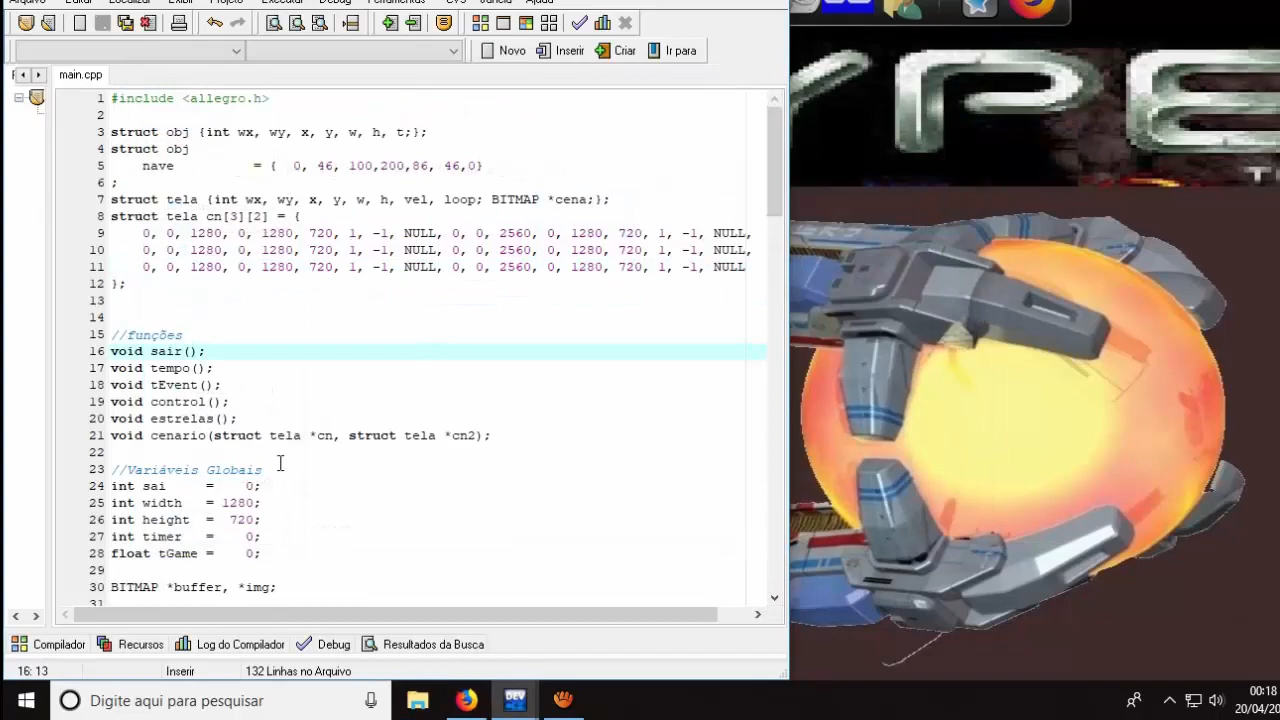 Arquivo Editar Localizar Exibir Projeto Executar Debug Ferramentas CVS Janela Ajuda
Novo Inserir Criar Ir para
main.cpp
1 #include <allegro.h>
2
3 struct obj {int wx, wy, x, y, w, h, t;};
4 struct obj
5 nave = { 0, 46, 100,200,86, 46,0}
6 ;
7 struct tela {int wx, wy, x, y, w, h, vel, loop; BITMAP *cena;};
8 struct tela cn[3][2] = {
9 0, 0, 1280, 0, 1280, 720, 1, -1, NULL, 0, 0, 2560, 0, 1280, 720, 1, -1, NULL,
10 0, 0, 1280, 0, 1280, 720, 1, -1, NULL, 0, 0, 2560, 0, 1280, 720, 1, -1, NULL,
11 0, 0, 1280, 0, 1280, 720, 1, -1, NULL, 0, 0, 2560, 0, 1280, 720, 1, -1, NULL
12 };
13
14
15 //funções
16 void sair();
17 void tempo();
18 void tEvent();
19 void control();
20 void estrelas();
21 void cenario(struct tela *cn, struct tela *cn2);
22
23 //Variáveis Globais
24 int sai = 0;
25 int width = 1280;
26 int height = 720;
27 int timer = 0;
28 float tGame = 0;
29
30 BITMAP *buffer, *img;
31
Compilador Recursos Log do Compilador Debug Resultados da Busca
16: 13 Inserir 132 Linhas no Arquivo
YPE
Digite aqui para pesquisar
DEV
00:18
20/04/20